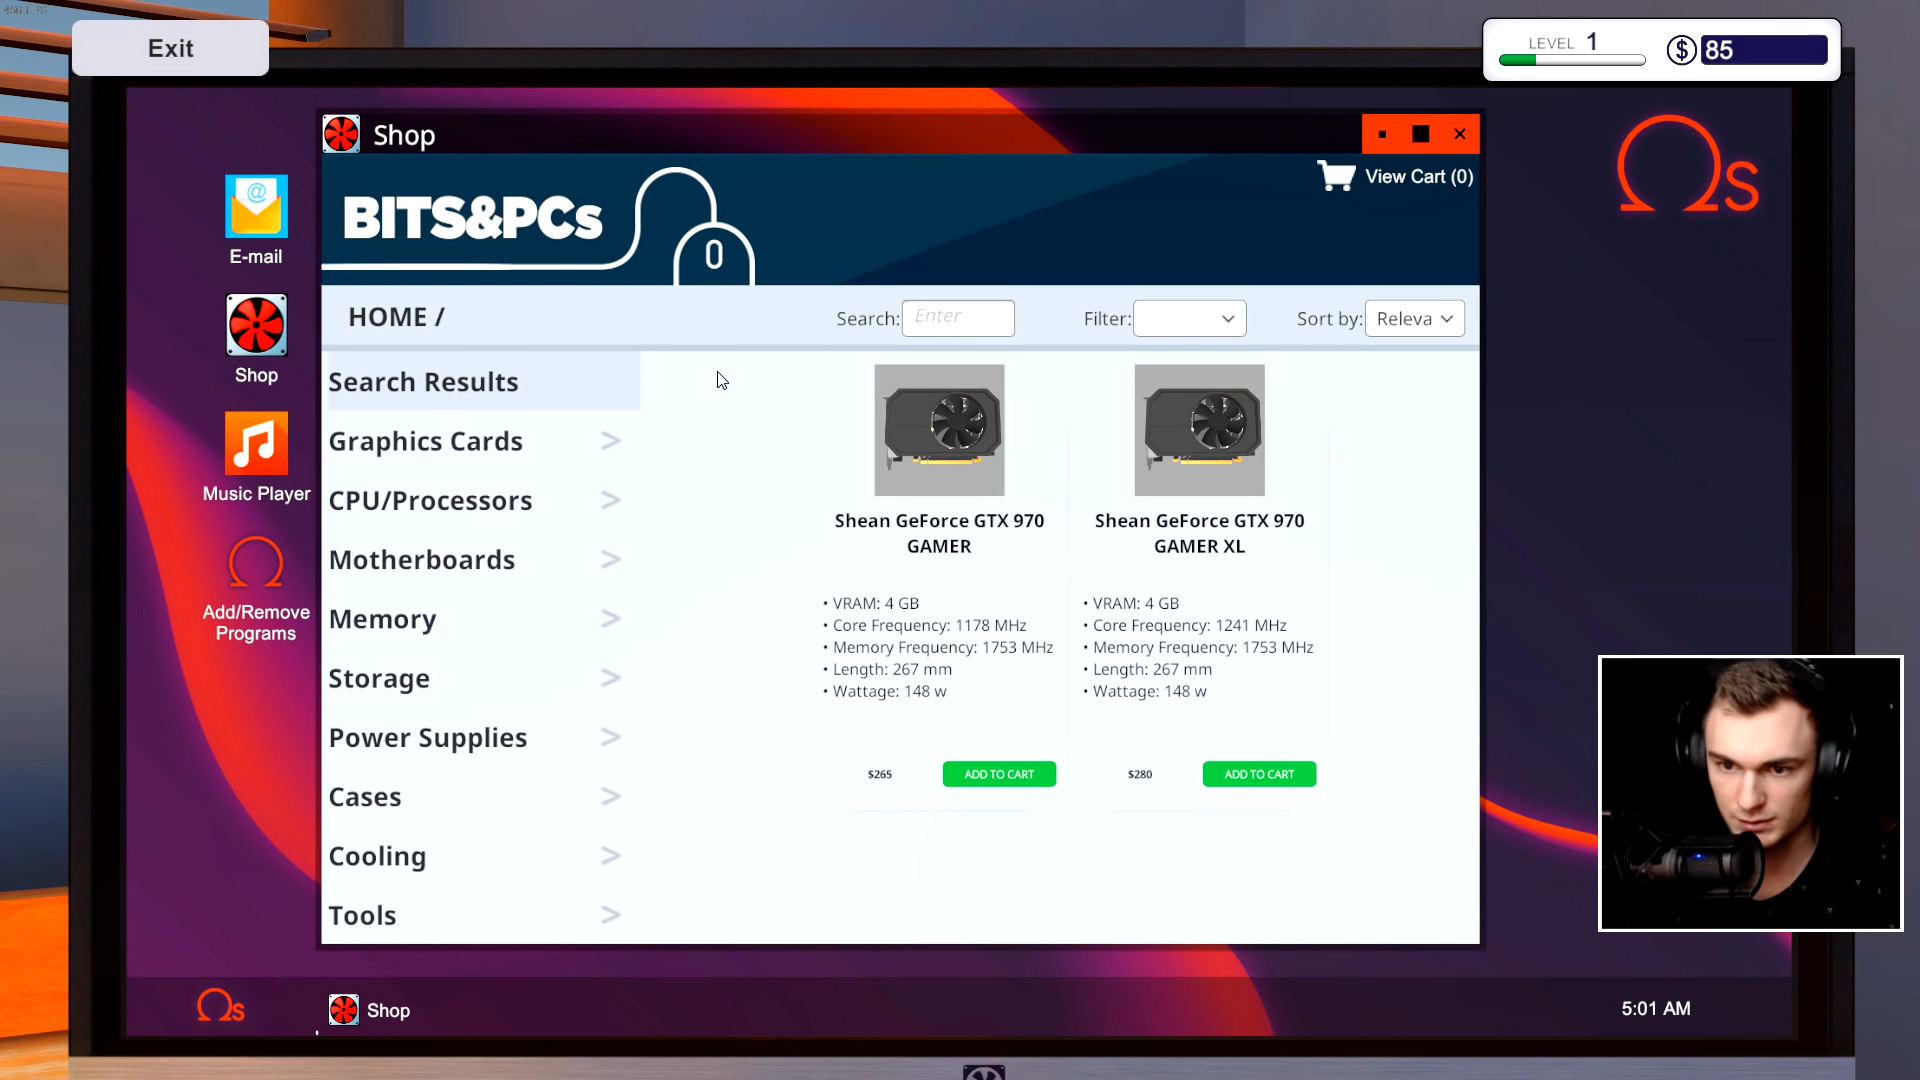 Exit
LEVEL 1
$ 85
Shop
View Cart (0)
BITS&PCs
Ωs
E-mail
Shop
Music Player
Add/Remove
Programs
HOME /
Search: Enter
Filter:
Sort by: Releva
Search Results
Graphics Cards >
CPU/Processors >
Motherboards >
Memory >
Storage >
Power Supplies >
Cases >
Cooling >
Tools >
Shean GeForce GTX 970
GAMER
• VRAM: 4 GB
• Core Frequency: 1178 MHz
• Memory Frequency: 1753 MHz
• Length: 267 mm
• Wattage: 148 w
$265
ADD TO CART
Shean GeForce GTX 970
GAMER XL
• VRAM: 4 GB
• Core Frequency: 1241 MHz
• Memory Frequency: 1753 MHz
• Length: 267 mm
• Wattage: 148 w
$280
ADD TO CART
Ωs
Shop
5:01 AM